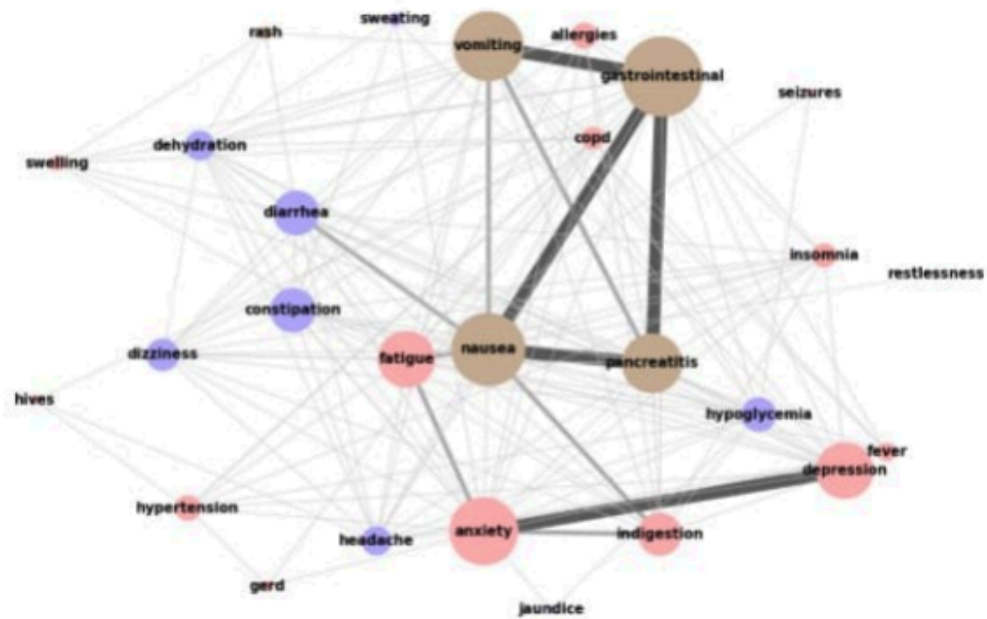 sweating
rash
allergies
vomiting
gastrointestinal
seizures
copd
dehydration
swelling
diarrhea
insomnia
restlessness
constipation
nausea
dizziness
fatigue
pancreatitis
hives
hypoglycemia
fever
depression
hypertension
anxiety
indigestion
headache
gerd
jaundice